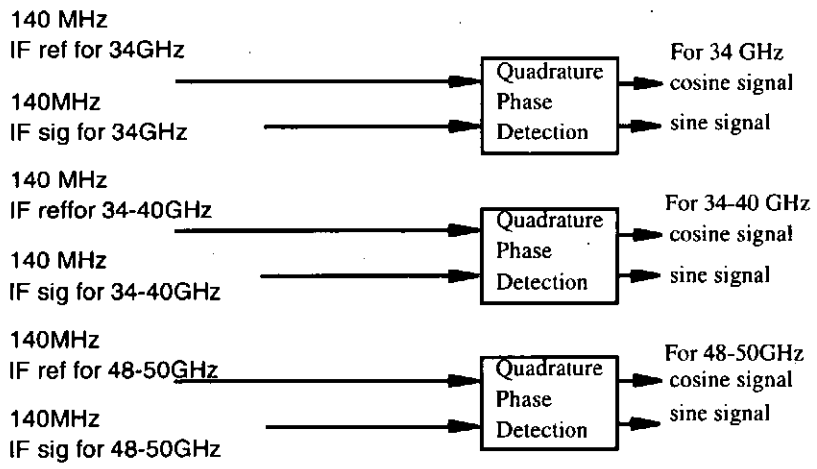 140 MHz
IF ref for 34GHz
140MHz
IF sig for 34GHz
Quadrature
Phase
Detection
For 34 GHz
cosine signal
sine signal
140 MHz
IF reffor 34-40GHz
140 MHz
IF sig for 34-40GHz
Quadrature
Phase
Detection
For 34-40 GHz
cosine signal
sine signal
140MHz
IF ref for 48-50GHz
140MHz
IF sig for 48-50GHz
Quadrature
Phase
Detection
For 48-50GHz
cosine signal
sine signal